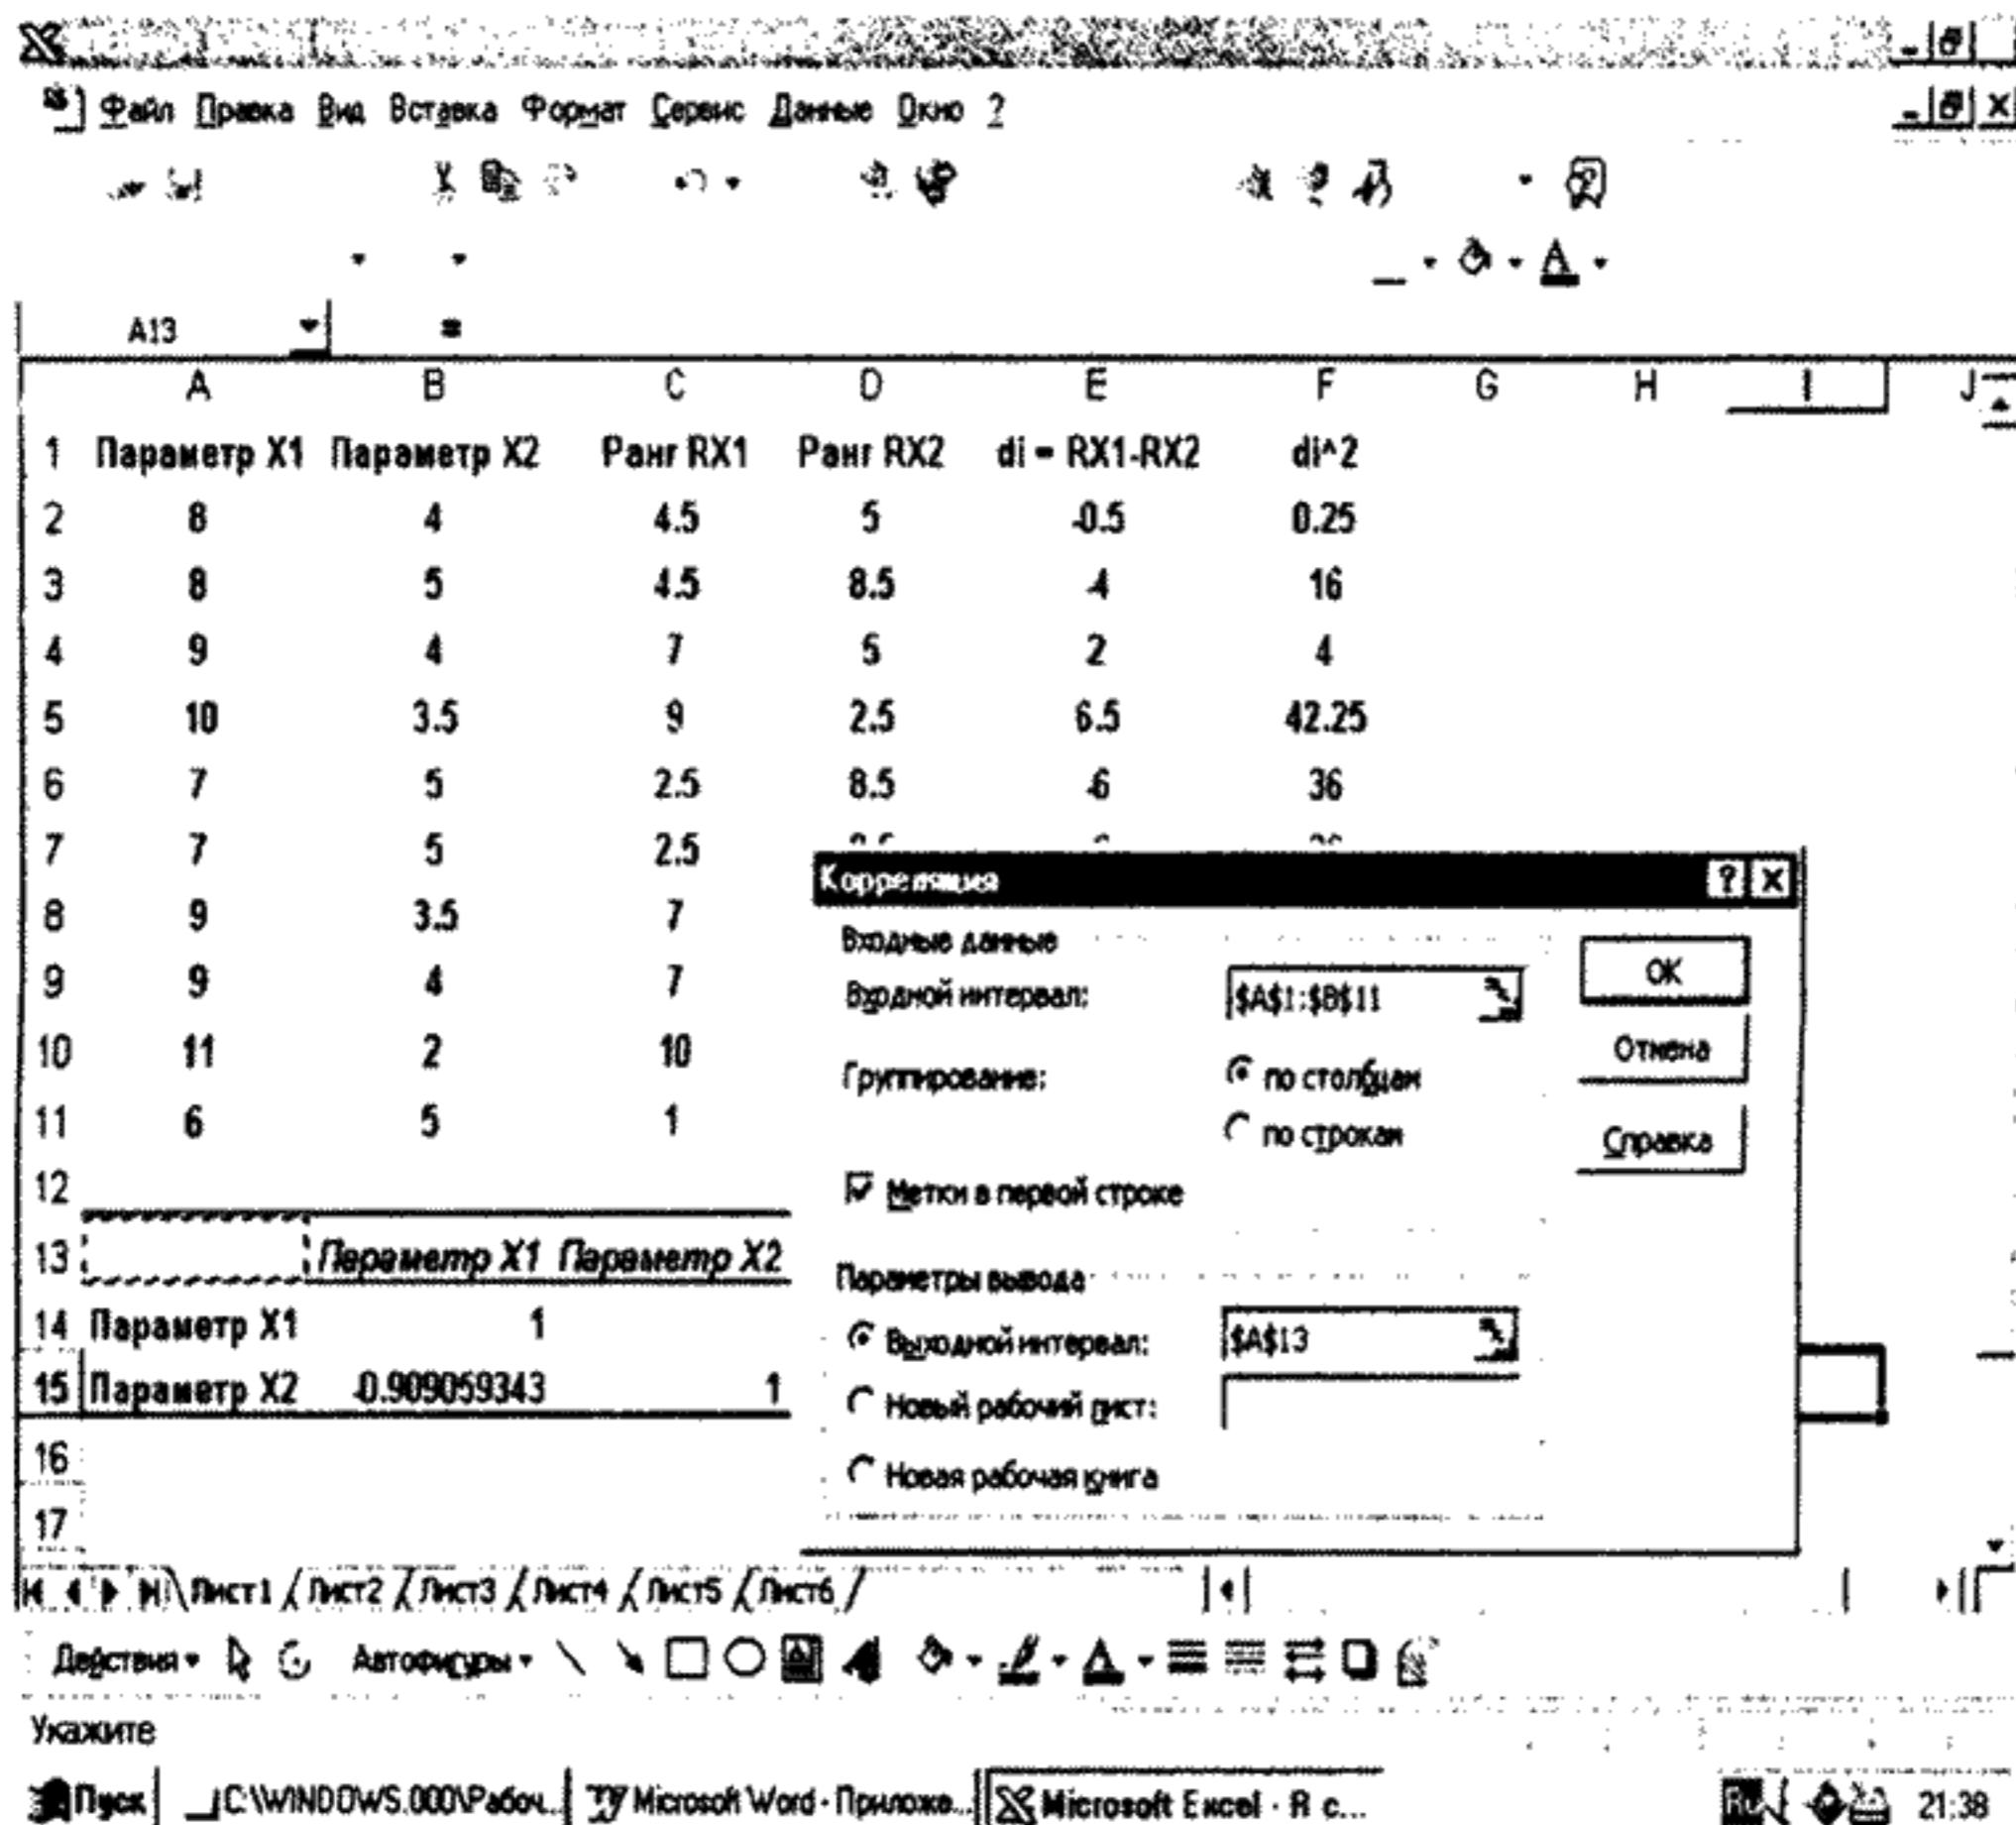 Файл Правка Вид Вставка Формат Сервис Данные Окно ?
A13 =
A B C D E F G H I J
1 Параметр X1 Параметр X2 Ранг RX1 Ранг RX2 di = RX1-RX2 di^2
2 8 4 4.5 5 -0.5 0.25
3 8 5 4.5 8.5 -4 16
4 9 4 7 5 2 4
5 10 3.5 9 2.5 6.5 42.25
6 7 5 2.5 8.5 -6 36
7 7 5 2.5
8 9 3.5 7
9 9 4 7
10 11 2 10
11 6 5 1
12
13 Параметр X1 Параметр X2
14 Параметр X1 1
15 Параметр X2 -0.909059343 1
16
17
Корреляция ? X
Входные данные
Входной интервал: $A$1:$B$11
Группирование: по столбцам
по строкам
Метки в первой строке
Параметры вывода
Выходной интервал: $A$13
Новый рабочий лист:
Новая рабочая книга
OK
Отмена
Справка
Лист1 Лист2 Лист3 Лист4 Лист5 Лист6
Действия Автофигуры
Укажите
Пуск C:\WINDOWS.000\Рабоч... Microsoft Word - Приложе... Microsoft Excel - R c... 21:38